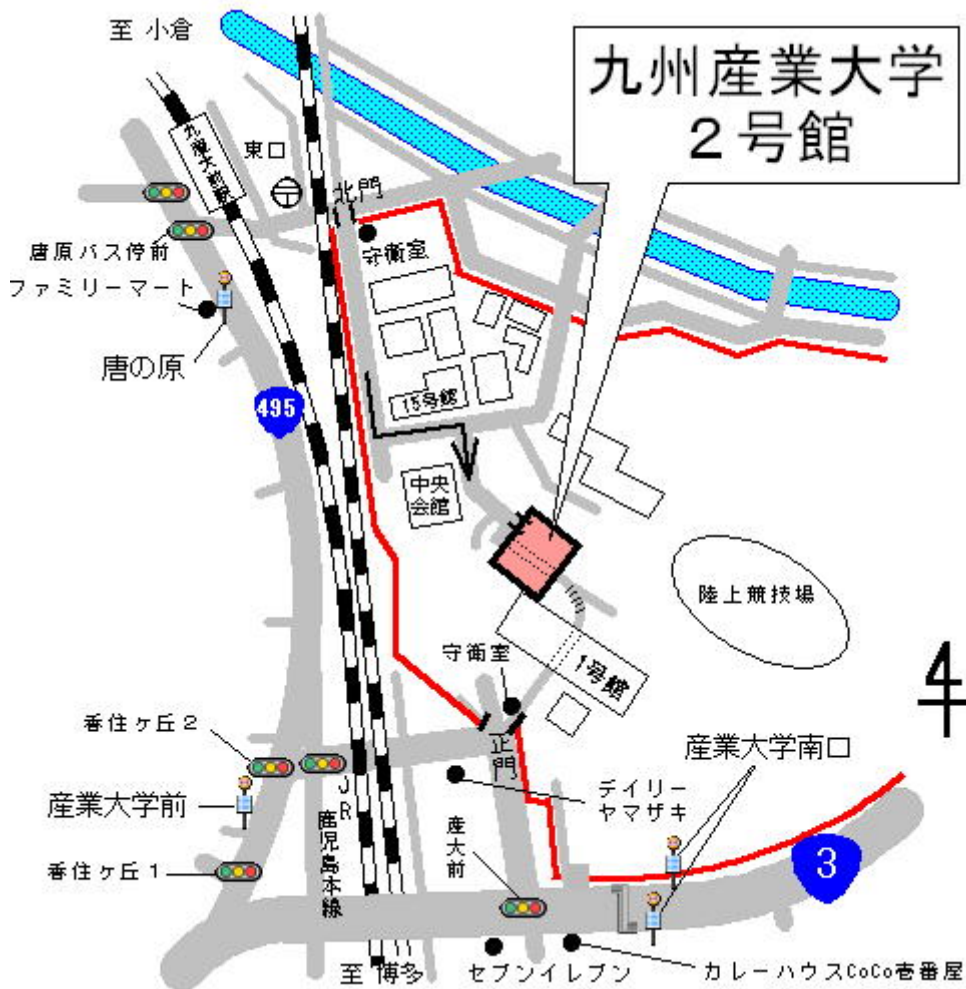 至 小倉
九州産業大学
2号館
九産大前駅
東口
北門
守衛室
唐原バス停前
ファミリーマート
唐の原
495
15号館
中央
会館
陸上競技場
守衛室
1号館
香住ヶ丘2
正門
産業大学南口
産業大学前
デイリー
ヤマザキ
JR鹿児島本線
産大前
香住ヶ丘1
3
至 博多
セブンイレブン
カレーハウスCoCo壱番屋